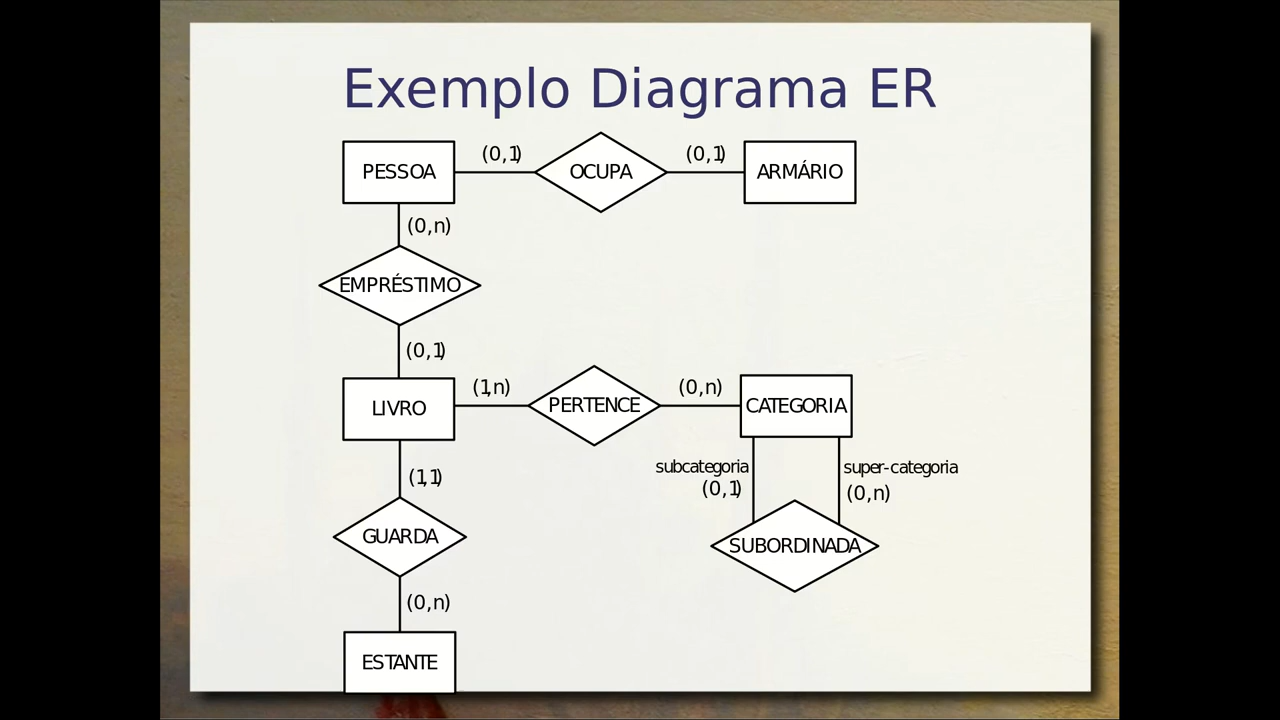 Exemplo Diagrama ER
PESSOA (0,1) OCUPA (0,1) ARMÁRIO
(0,n)
EMPRÉSTIMO
(0,1)
LIVRO (1,n) PERTENCE (0,n) CATEGORIA
subcategoria super-categoria
(1,1) (0,1) (0,n)
GUARDA SUBORDINADA
(0,n)
ESTANTE